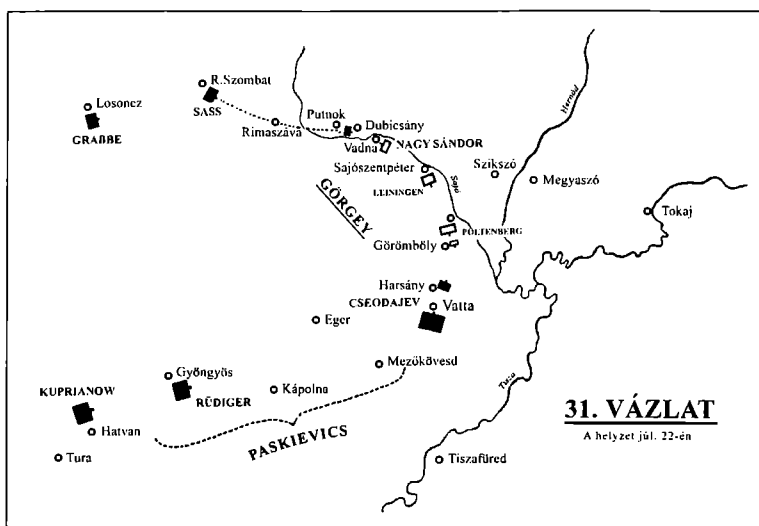 R.Szombat
Losoncz
SASS
GRABBE
Rimaszáva
Putnok
Dubicsány
Vadna
NAGY SÁNDOR
Hernád
Sajószentpéter
Szikszó
LEININGEN
Sajó
Megyaszó
GÖRGEY
Tokaj
PÖLTENBERG
Görömböly
Harsány
CSEODAJEV
Vatta
Eger
Mezökövesd
Tisza
Gyöngyös
KUPRIANOW
RÜDIGER
Kápolna
Hatvan
PASKIEVICS
Tura
31. VÁZLAT
A helyzet júl. 22-én
Tiszafüred